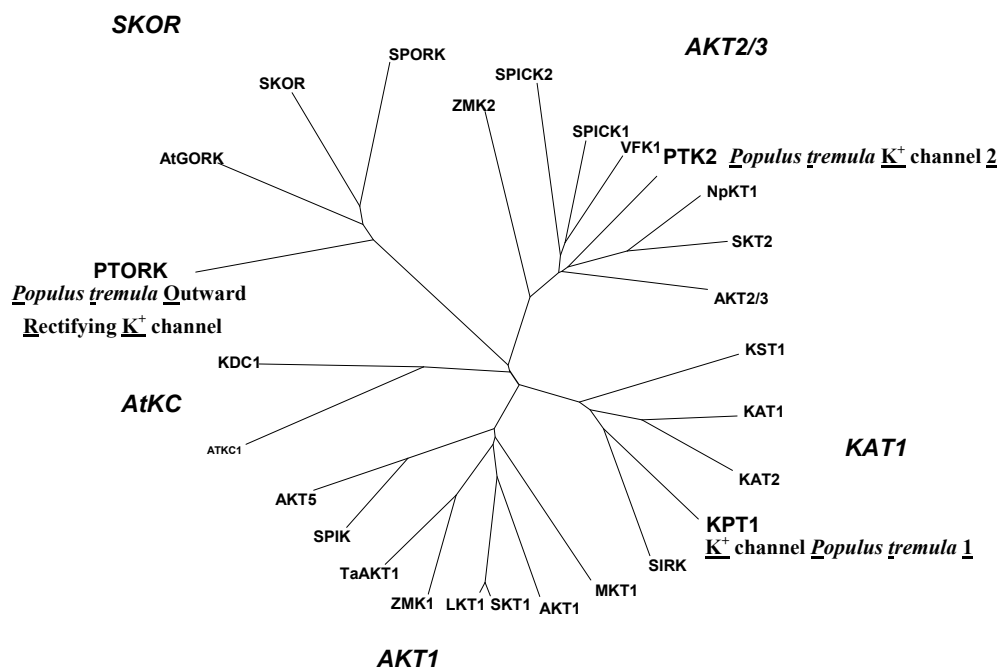 SKOR
SPORK
SKOR
AtGORK
PTORK
Populus tremula Outward
Rectifying K⁺ channel
AKT2/3
SPICK2
ZMK2
SPICK1
VFK1
PTK2 Populus tremula K⁺ channel 2
NpKT1
SKT2
AKT2/3
KDC1
AtKC
ATKC1
KST1
KAT1
KAT1
KAT2
KPT1
K⁺ channel Populus tremula 1
SIRK
AKT5
SPIK
TaAKT1
ZMK1
LKT1
SKT1
AKT1
MKT1
AKT1